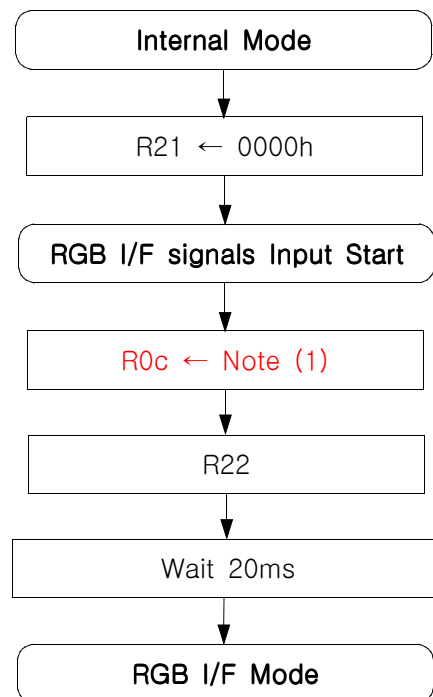 Internal Mode
R21 ← 0000h
RGB I/F signals Input Start
R0c ← Note (1)
R22
Wait 20ms
RGB I/F Mode